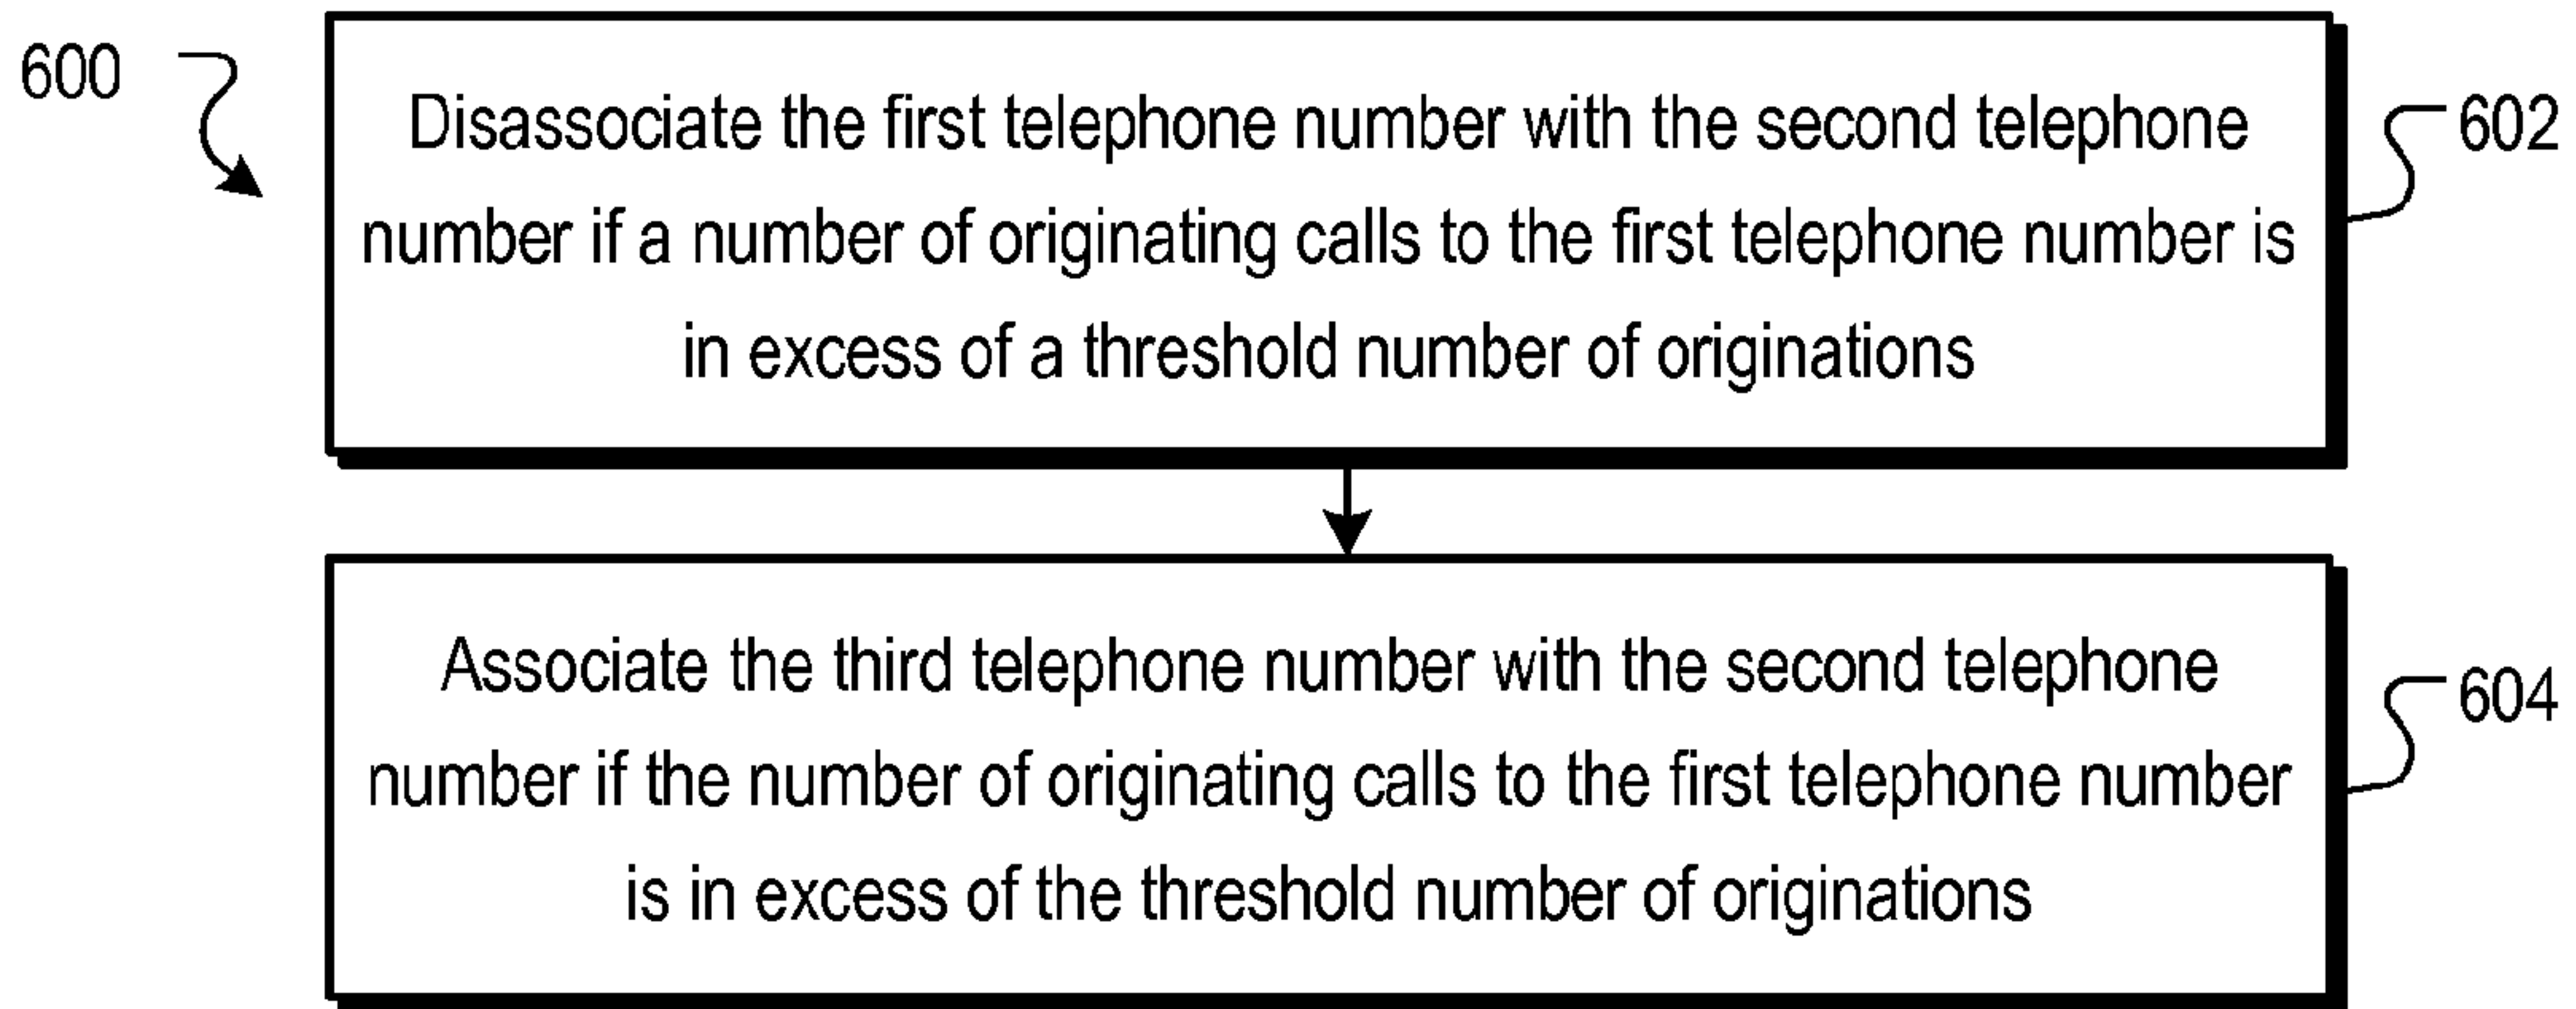 600
Disassociate the first telephone number with the second telephone
number if a number of originating calls to the first telephone number is
in excess of a threshold number of originations
602
Associate the third telephone number with the second telephone
number if the number of originating calls to the first telephone number
is in excess of the threshold number of originations
604